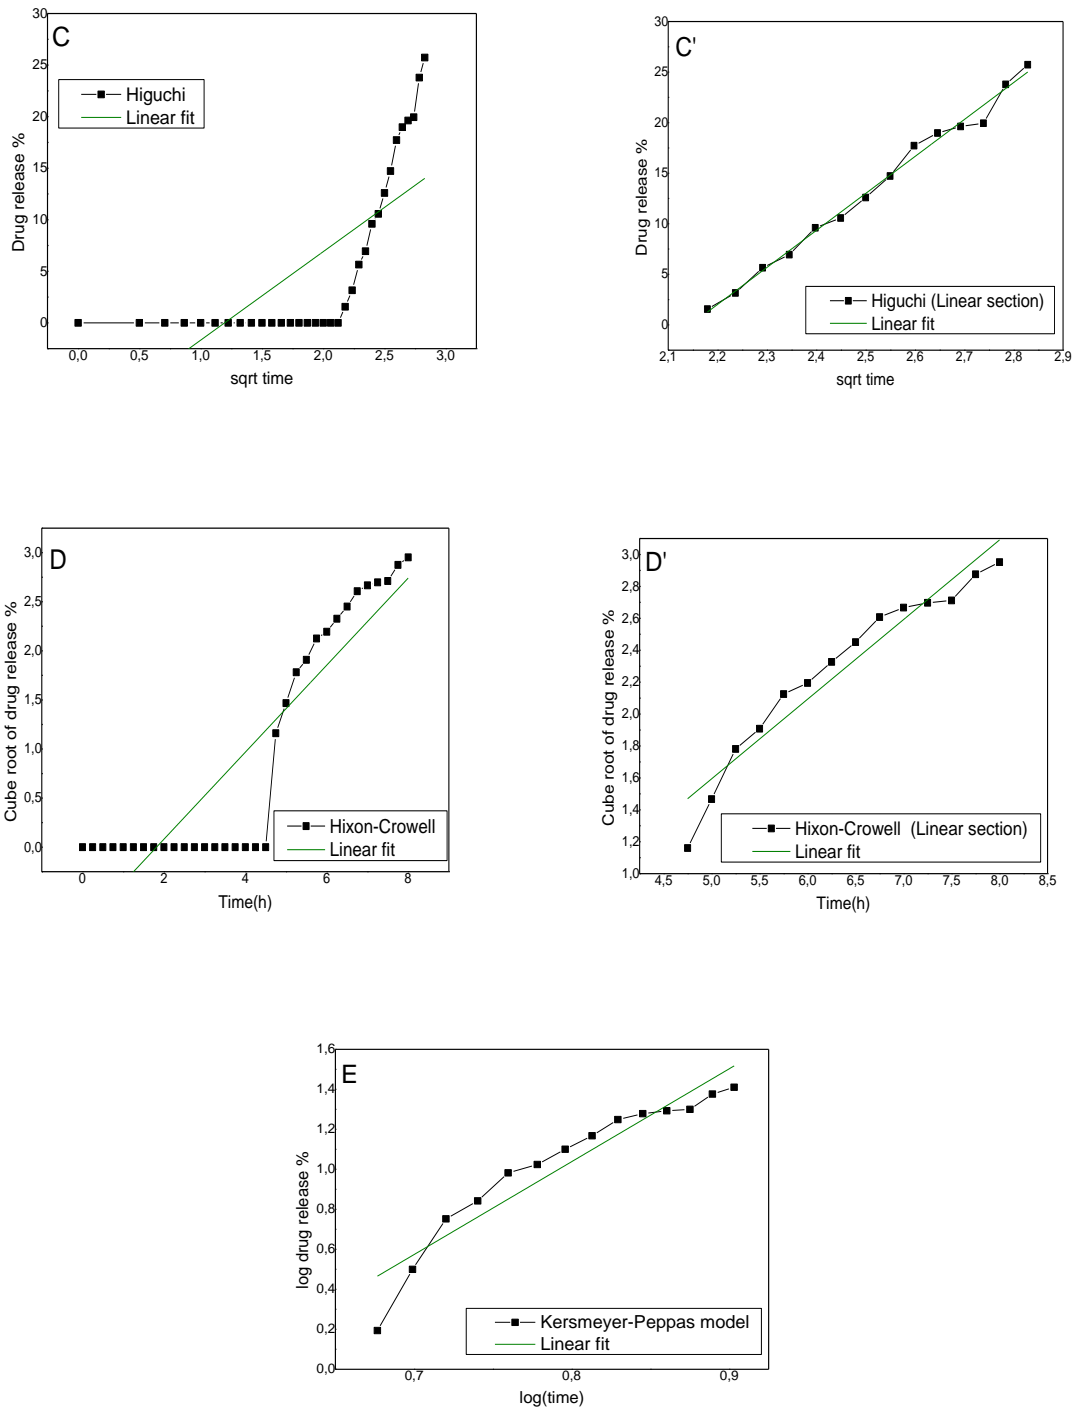 C
Higuchi
Linear fit
Drug release %
30
25
20
15
10
5
0
0,0 0,5 1,0 1,5 2,0 2,5 3,0
sqrt time
C'
Higuchi (Linear section)
Linear fit
Drug release %
30
25
20
15
10
5
0
2,1 2,2 2,3 2,4 2,5 2,6 2,7 2,8 2,9
sqrt time
D
Hixon-Crowell
Linear fit
Cube root of drug release %
3,0
2,5
2,0
1,5
1,0
0,5
0,0
0 2 4 6 8
Time(h)
D'
Hixon-Crowell (Linear section)
Linear fit
Cube root of drug release %
3,0
2,8
2,6
2,4
2,2
2,0
1,8
1,6
1,4
1,2
1,0
4,5 5,0 5,5 6,0 6,5 7,0 7,5 8,0 8,5
Time(h)
E
Kersmeyer-Peppas model
Linear fit
log drug release %
1,6
1,4
1,2
1,0
0,8
0,6
0,4
0,2
0,0
0,7 0,8 0,9
log(time)